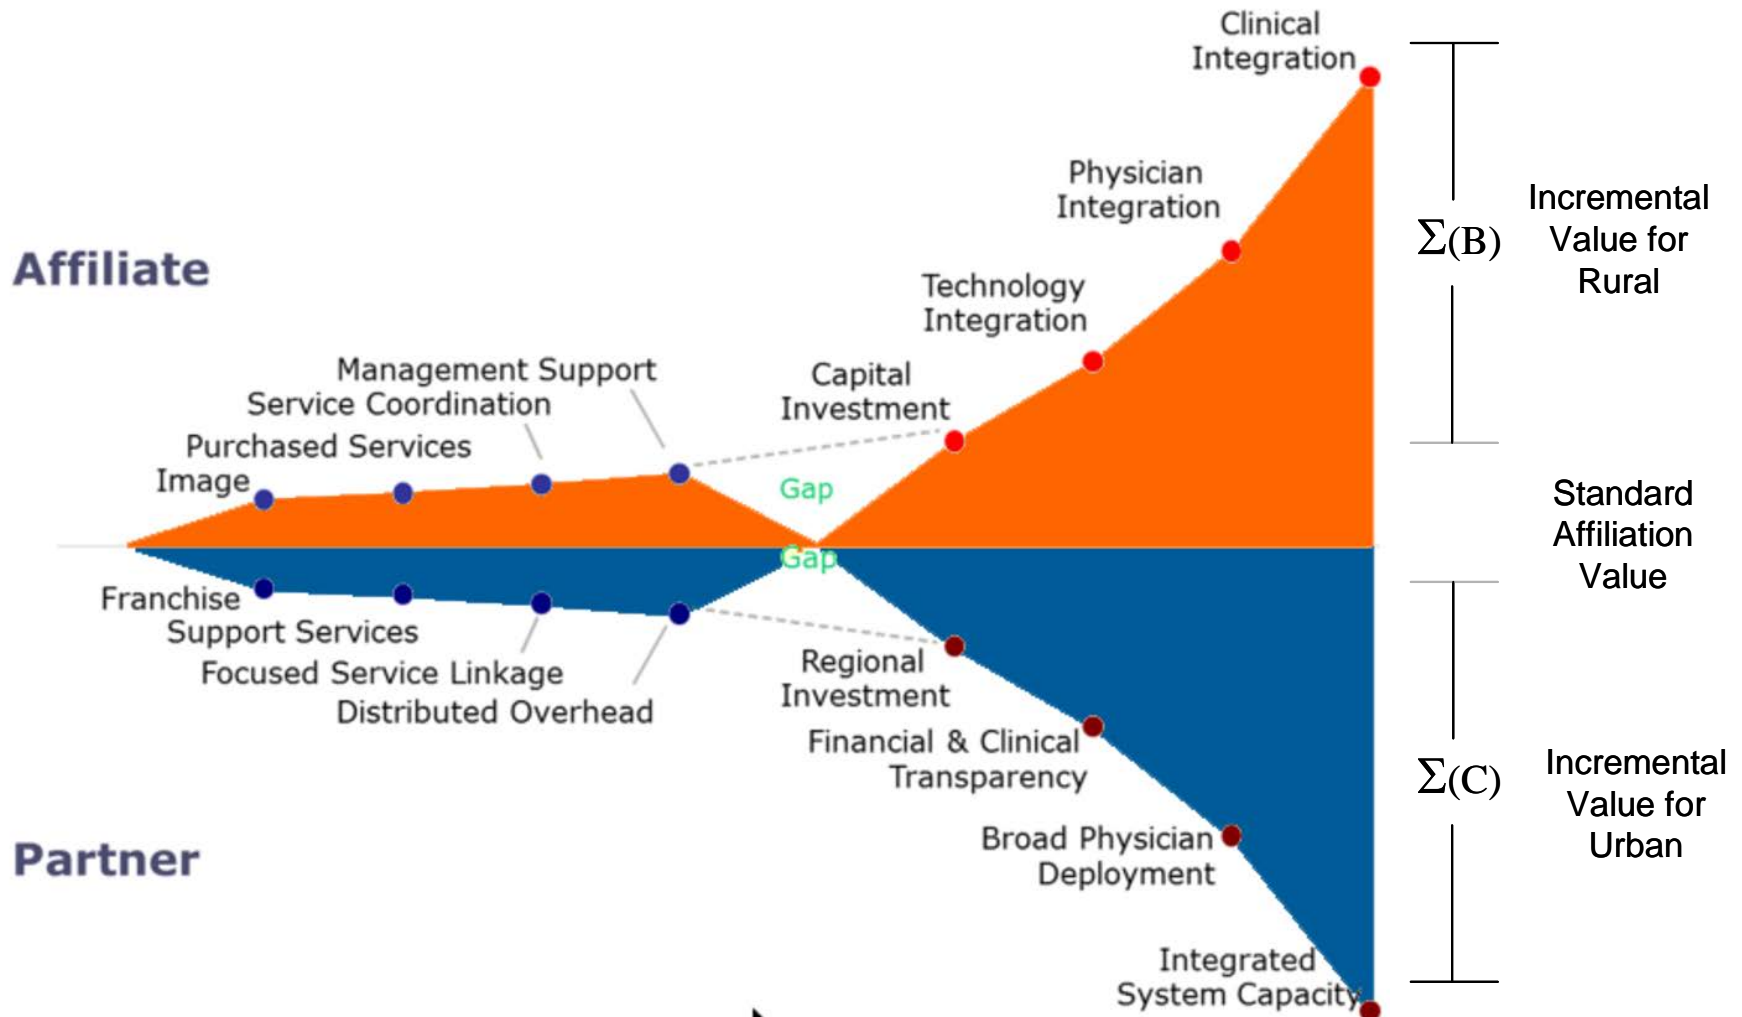 Clinical
Integration
Physician
Integration
Σ(B)
Incremental
Value for
Rural
Affiliate
Technology
Integration
Management Support
Service Coordination
Capital
Investment
Purchased Services
Image
Gap
Standard
Affiliation
Value
Gap
Franchise
Support Services
Focused Service Linkage
Distributed Overhead
Regional
Investment
Financial & Clinical
Transparency
Σ(C)
Incremental
Value for
Urban
Partner
Broad Physician
Deployment
Integrated
System Capacity